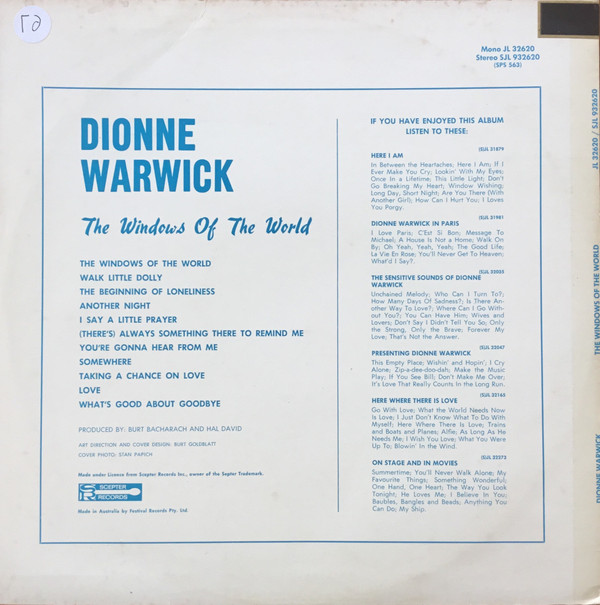 61
Mono JL 32620
Stereo SJL 932620
(SPS 563)
DIONNE
WARWICK
The Windows Of The World
THE WINDOWS OF THE WORLD
WALK LITTLE DOLLY
THE BEGINNING OF LONELINESS
ANOTHER NIGHT
I SAY A LITTLE PRAYER
(THERE'S) ALWAYS SOMETHING THERE TO REMIND ME
YOU'RE GONNA HEAR FROM ME
SOMEWHERE
TAKING A CHANCE ON LOVE
LOVE
WHAT'S GOOD ABOUT GOODBYE
PRODUCED BY: BURT BACHARACH AND HAL DAVID
ART DIRECTION AND COVER DESIGN: BURT GOLDBLATT
COVER PHOTO: STAN PAPICH
Made under Licence from Scepter Records Inc., owner of the Septer Trademark.
SR
SCEPTER
RECORDS
Made in Australia by Festival Records Pty. Ltd
IF YOU HAVE ENJOYED THIS ALBUM
LISTEN TO THESE:
(S)JL 31879
HERE I AM
In Between the Heartaches; Here I Am; If I
Ever Make You Cry; Lookin' With My Eyes;
Once In a Lifetime; This Little Light; Don't
Go Breaking My Heart; Window Wishing;
Long Day, Short Night; Are You There (With
Another Girl); How Can I Hurt You; I Loves
You Porgy.
(S)JL 31981
DIONNE WARWICK IN PARIS
I Love Paris; C'Est Si Bon; Message To
Michael; A House Is Not a Home; Walk On
By; Oh Yeah, Yeah, Yeah; The Good Life;
La Vie En Rose; You'll Never Get To Heaven;
What'd I Say?.
THE SENSITIVE SOUNDS OF DIONNE
WARWICK
Unchained Melody; Who Can I Turn To?;
How Many Days Of Sadness?; Is There An-
other Way To Love?; Where Can I Go With-
out You?; You Can Have Him; Wives and
Lovers; Don't Say I Didn't Tell You So; Only
the Strong, Only the Brave; Forever My
Love; That's Not the Answer.
PRESENTING DIONNE WARWICK
This Empty Place; Wishin' and Hopin'; I Cry
Alone; Zip-a-dee-doo-dah; Make the Music
Play; If You See Bill; Don't Make Me Over;
It's Love That Really Counts In the Long Run.
HERE WHERE THERE IS LOVE
Go With Love; What the World Needs Now
Is Love; I Just Don't Know What To Do With
Myself; Here Where There Is Love; Trains
and Boats and Planes; Alfie; As Long As He
Needs Me; I Wish You Love; What You Were
Up To; Blowin' In the Wind.
ON STAGE AND IN MOVIES
Summertime; You'll Never Walk Alone; My
Favourite Things; Something Wonderful;
One Hand, One Heart; The Way You Look
Tonight; He Loves Me; I Believe In You;
Baubles, Bangles and Beads; Anything You
Can Do; My Ship.
JL 32620 / SJL 932620
THE WINDOWS OF THE WORLD
DIONNE WARWICK